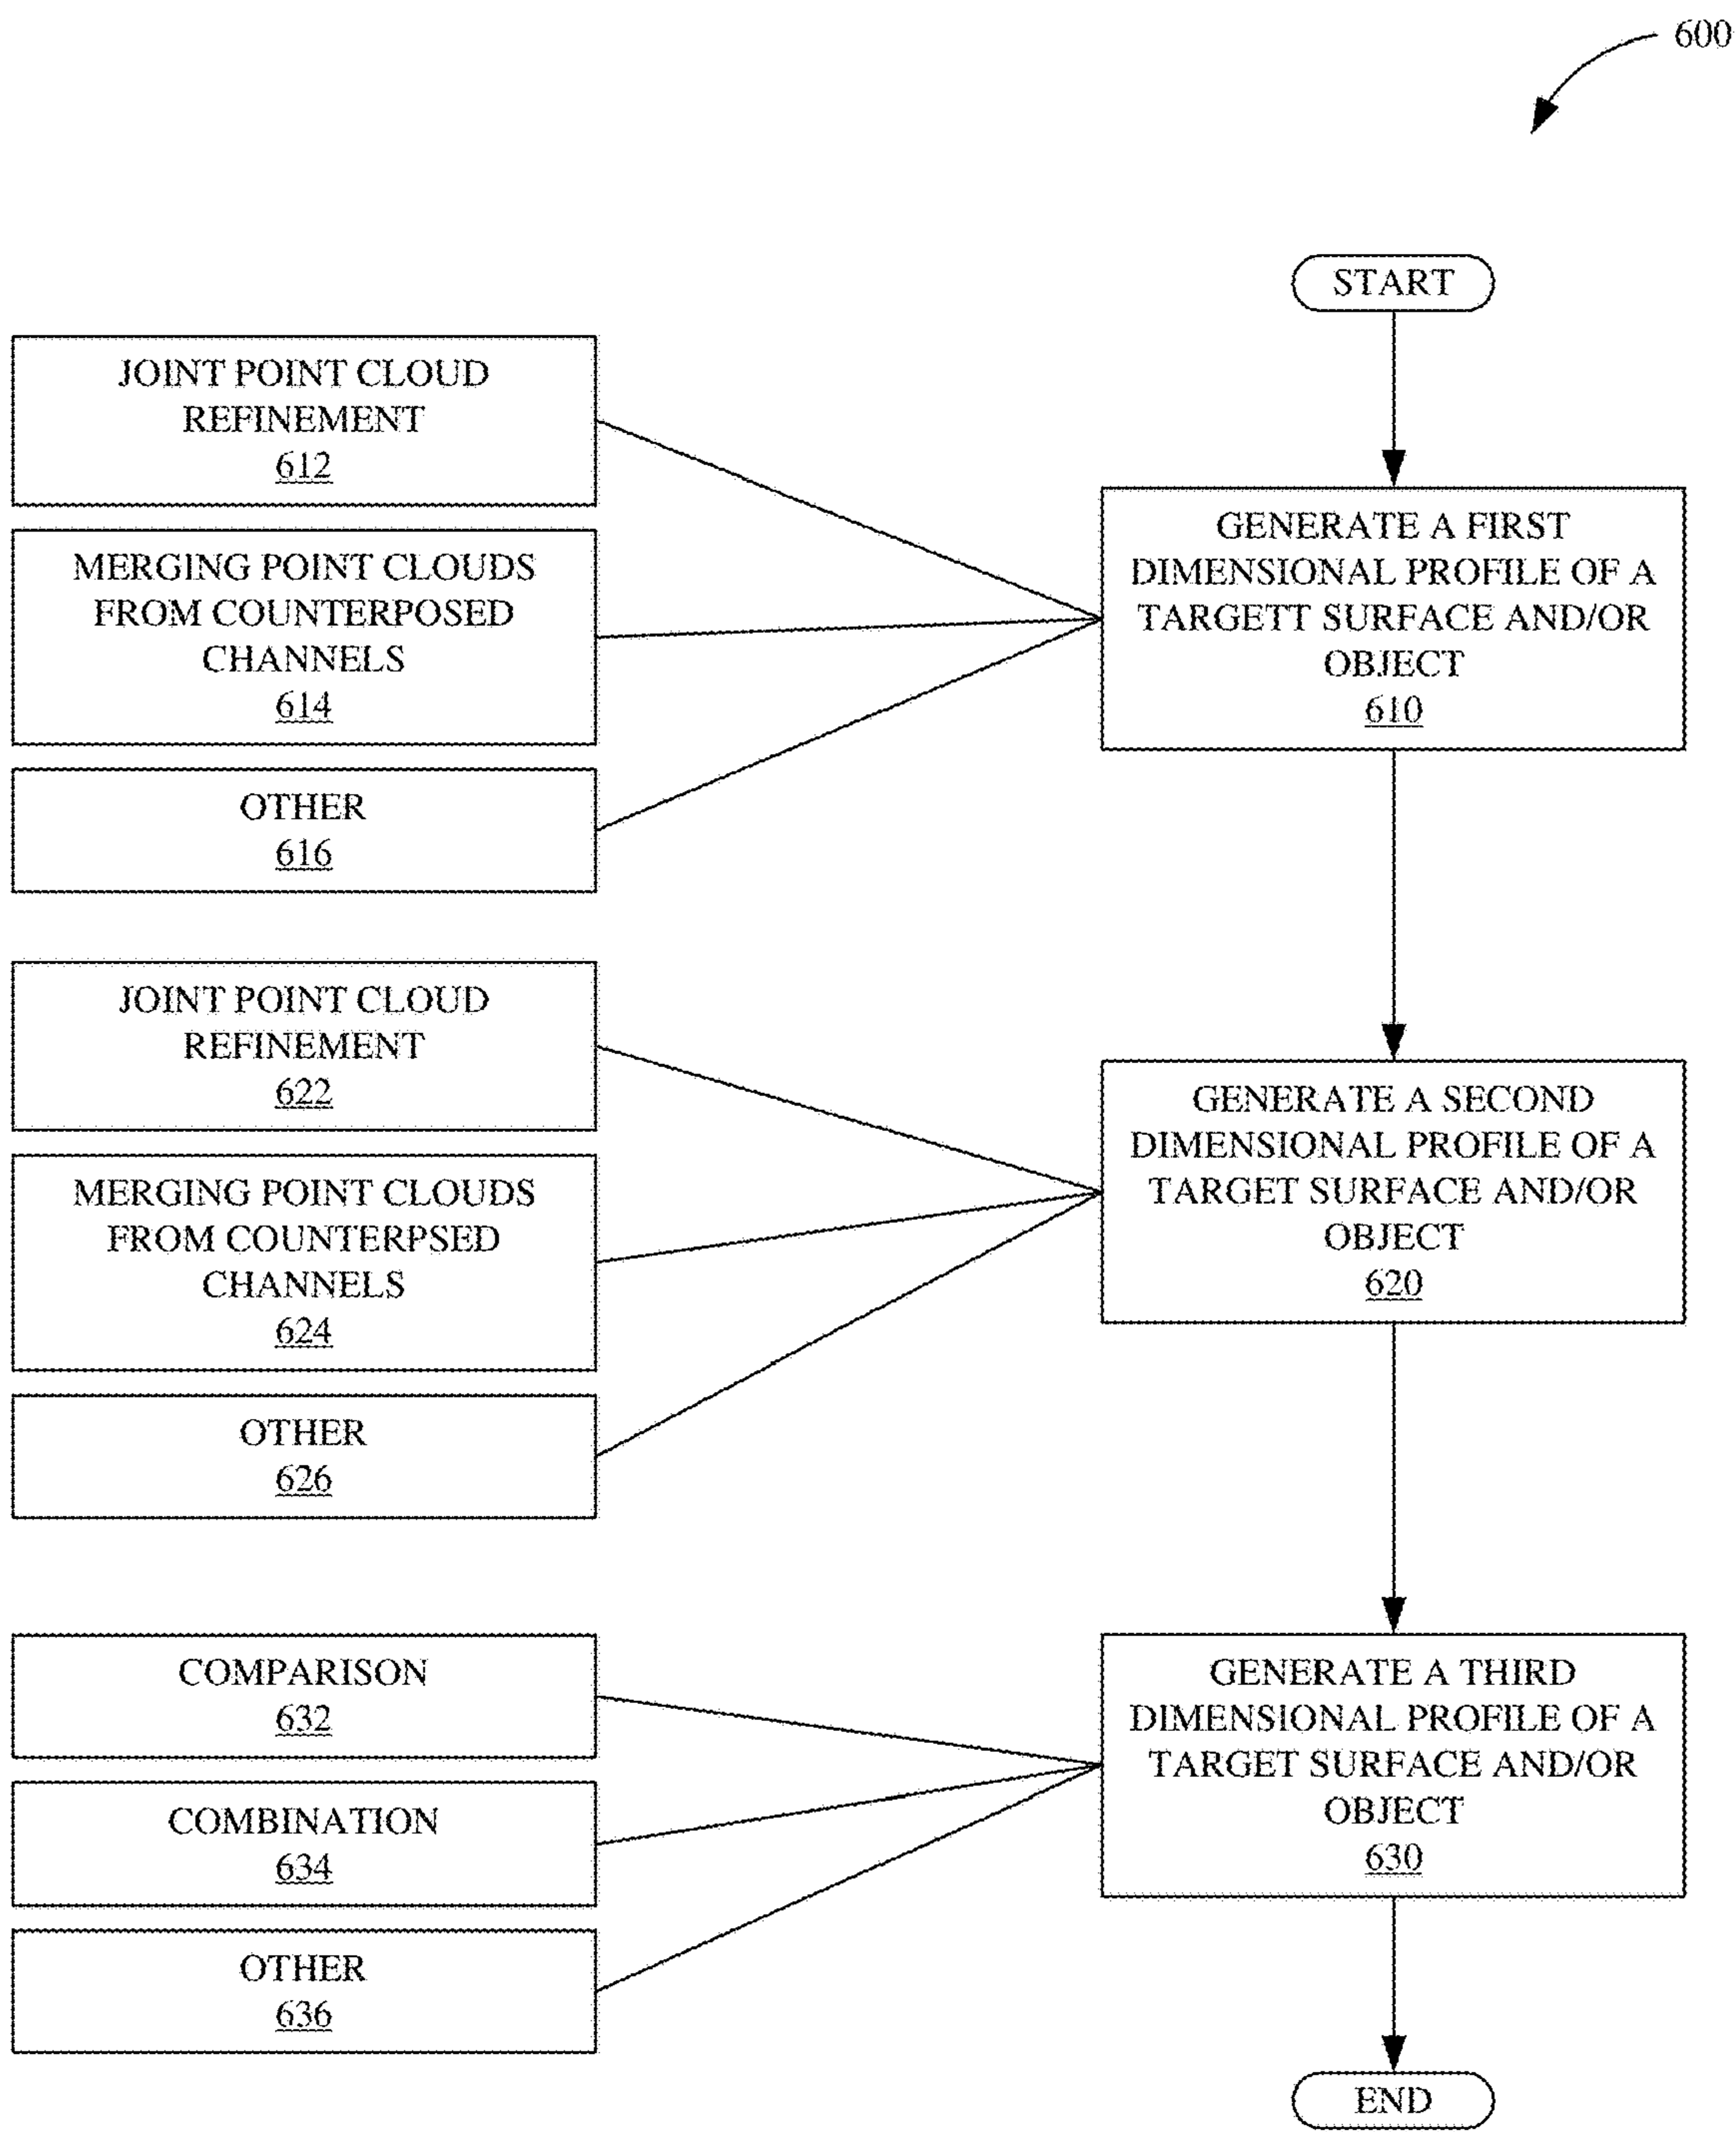 600
START
JOINT POINT CLOUD
REFINEMENT
612
MERGING POINT CLOUDS
FROM COUNTERPOSED
CHANNELS
614
OTHER
616
GENERATE A FIRST
DIMENSIONAL PROFILE OF A
TARGETT SURFACE AND/OR
OBJECT
610
JOINT POINT CLOUD
REFINEMENT
622
MERGING POINT CLOUDS
FROM COUNTERPSED
CHANNELS
624
OTHER
626
GENERATE A SECOND
DIMENSIONAL PROFILE OF A
TARGET SURFACE AND/OR
OBJECT
620
COMPARISON
632
COMBINATION
634
OTHER
636
GENERATE A THIRD
DIMENSIONAL PROFILE OF A
TARGET SURFACE AND/OR
OBJECT
630
END